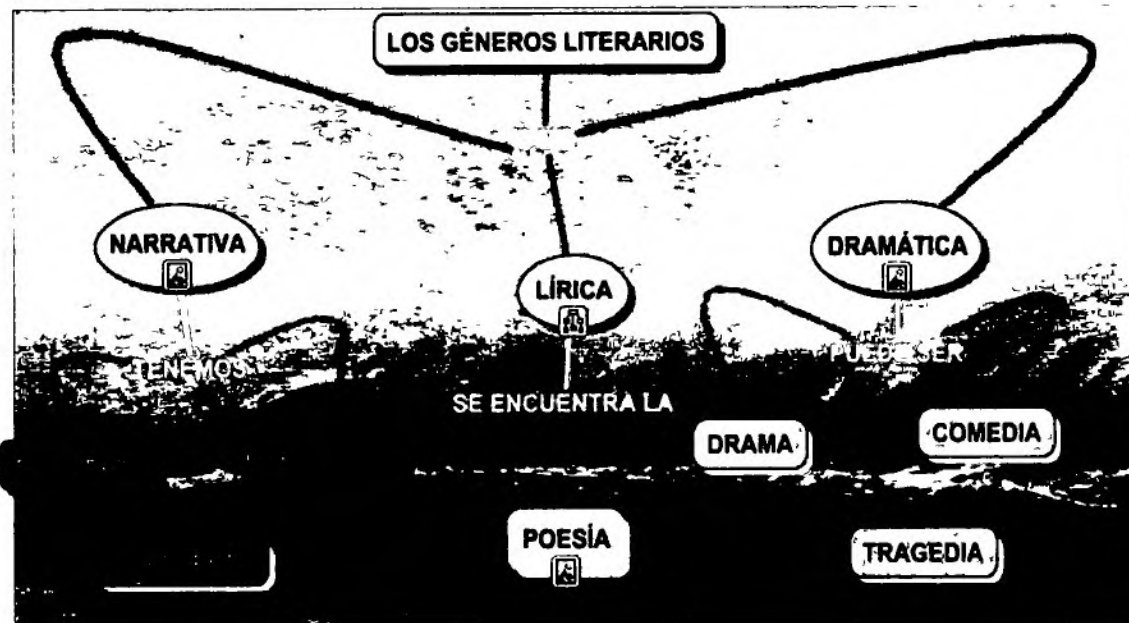 LOS GÉNEROS LITERARIOS
NARRATIVA
LÍRICA
DRAMÁTICA
TENEMOS
SE ENCUENTRA LA
PUEDE SER
DRAMA
COMEDIA
POESÍA
TRAGEDIA